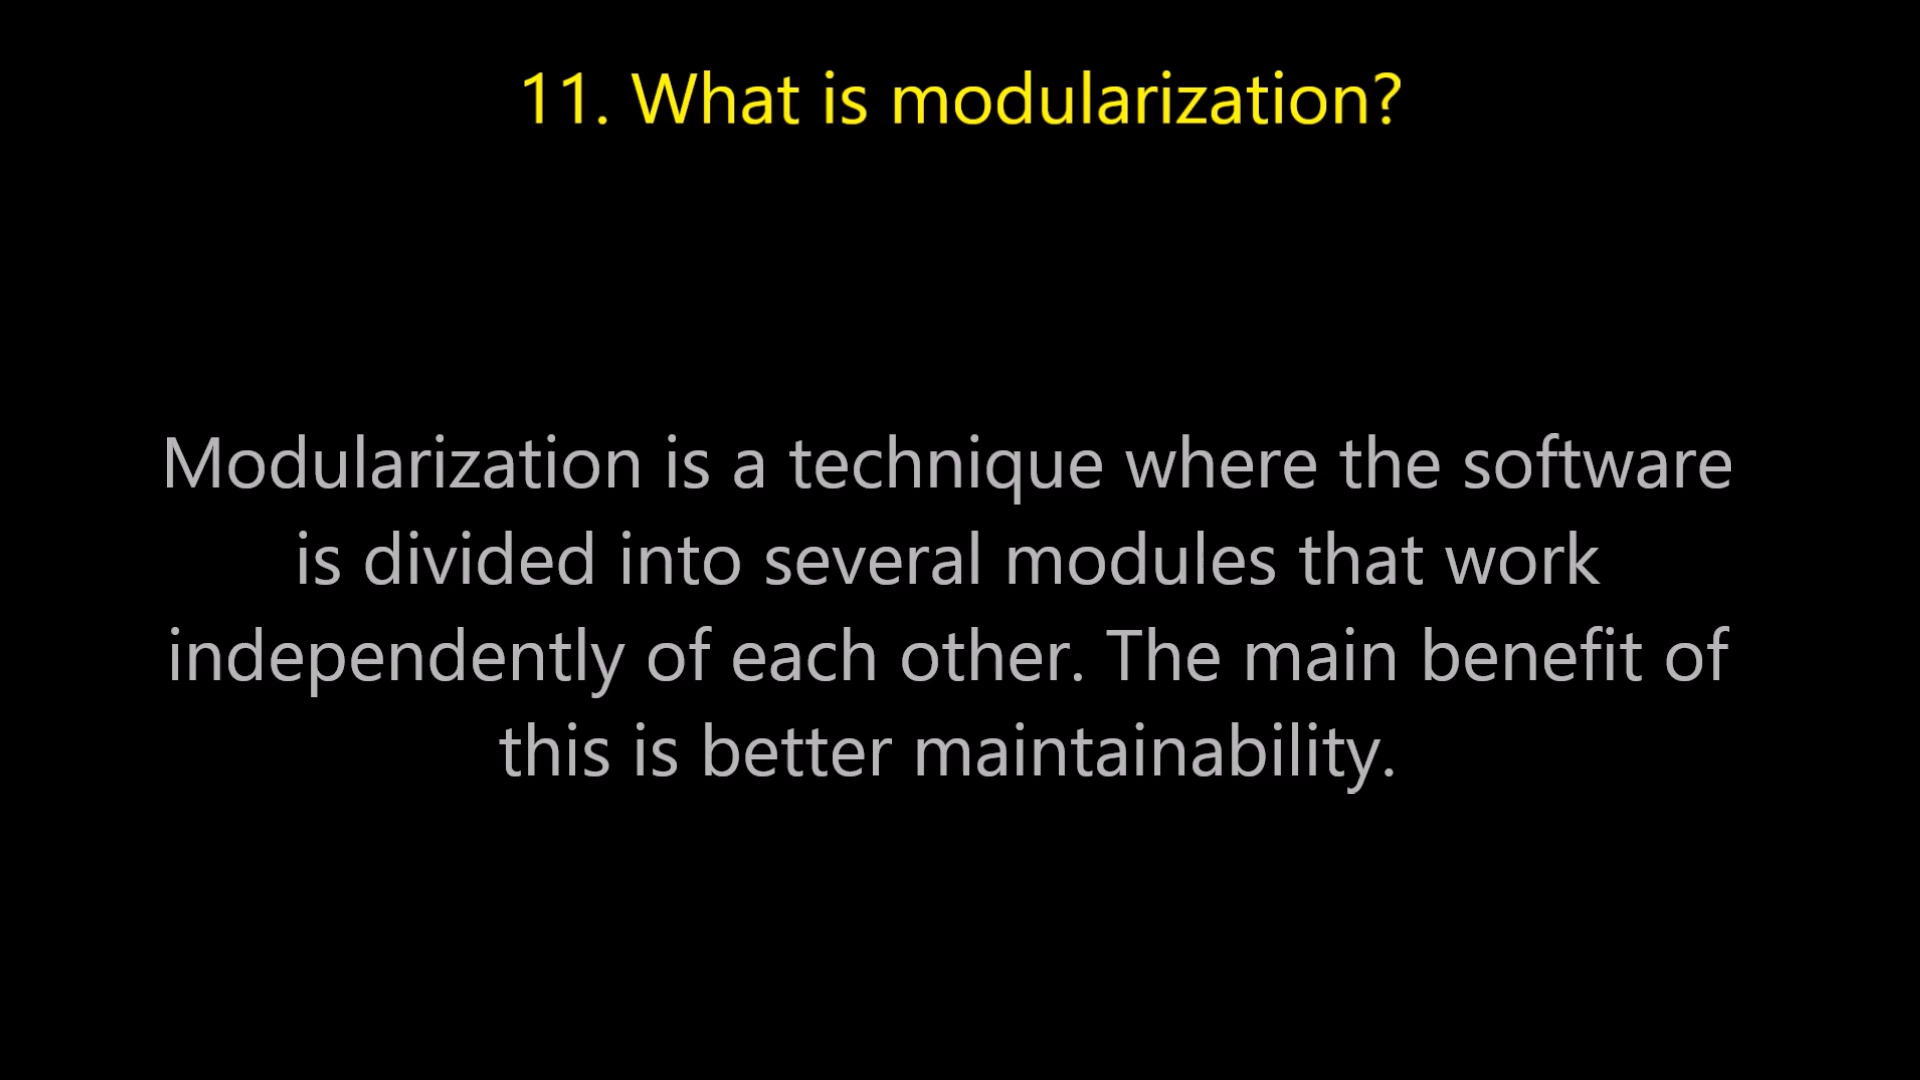 11. What is modularization?
Modularization is a technique where the software
is divided into several modules that work
independently of each other. The main benefit of
this is better maintainability.